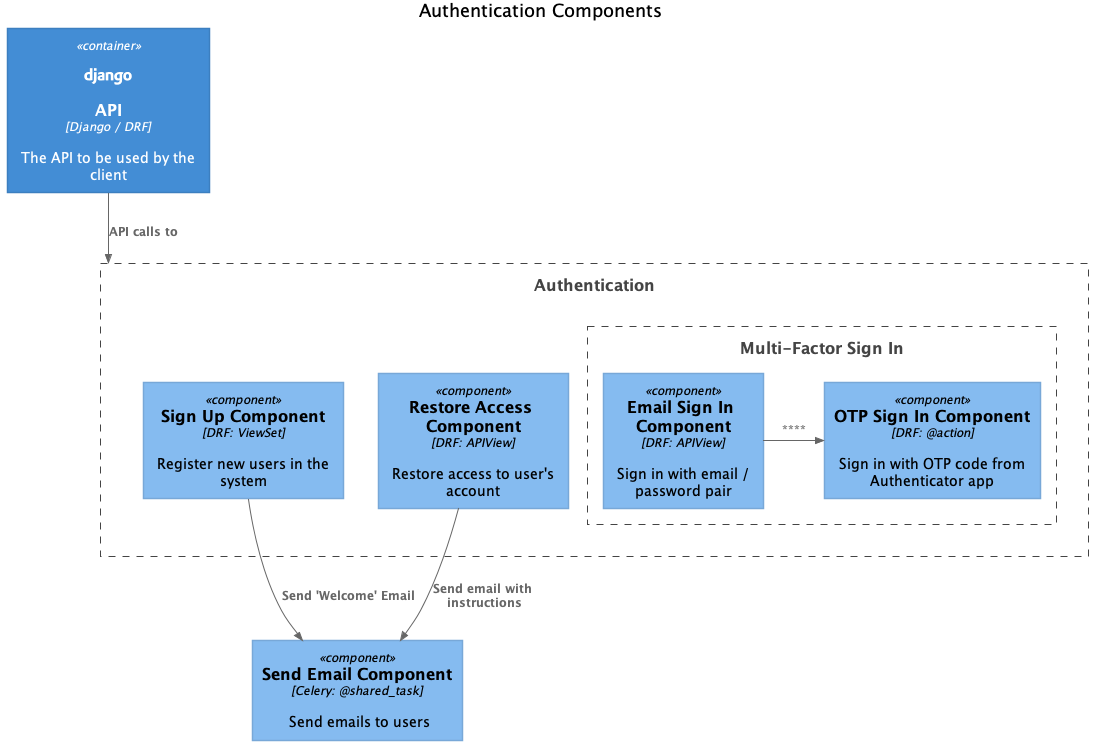 Authentication Components
«container»
django
API
[Django / DRF]
The API to be used by the
client
API calls to
Authentication
Multi-Factor Sign In
«component»
Sign Up Component
[DRF: ViewSet]
Register new users in the
system
«component»
Restore Access
Component
[DRF: APIView]
Restore access to user's
account
«component»
Email Sign In
Component
[DRF: APIView]
Sign in with email /
password pair
****
«component»
OTP Sign In Component
[DRF: @action]
Sign in with OTP code from
Authenticator app
Send 'Welcome' Email
Send email with
instructions
«component»
Send Email Component
[Celery: @shared_task]
Send emails to users